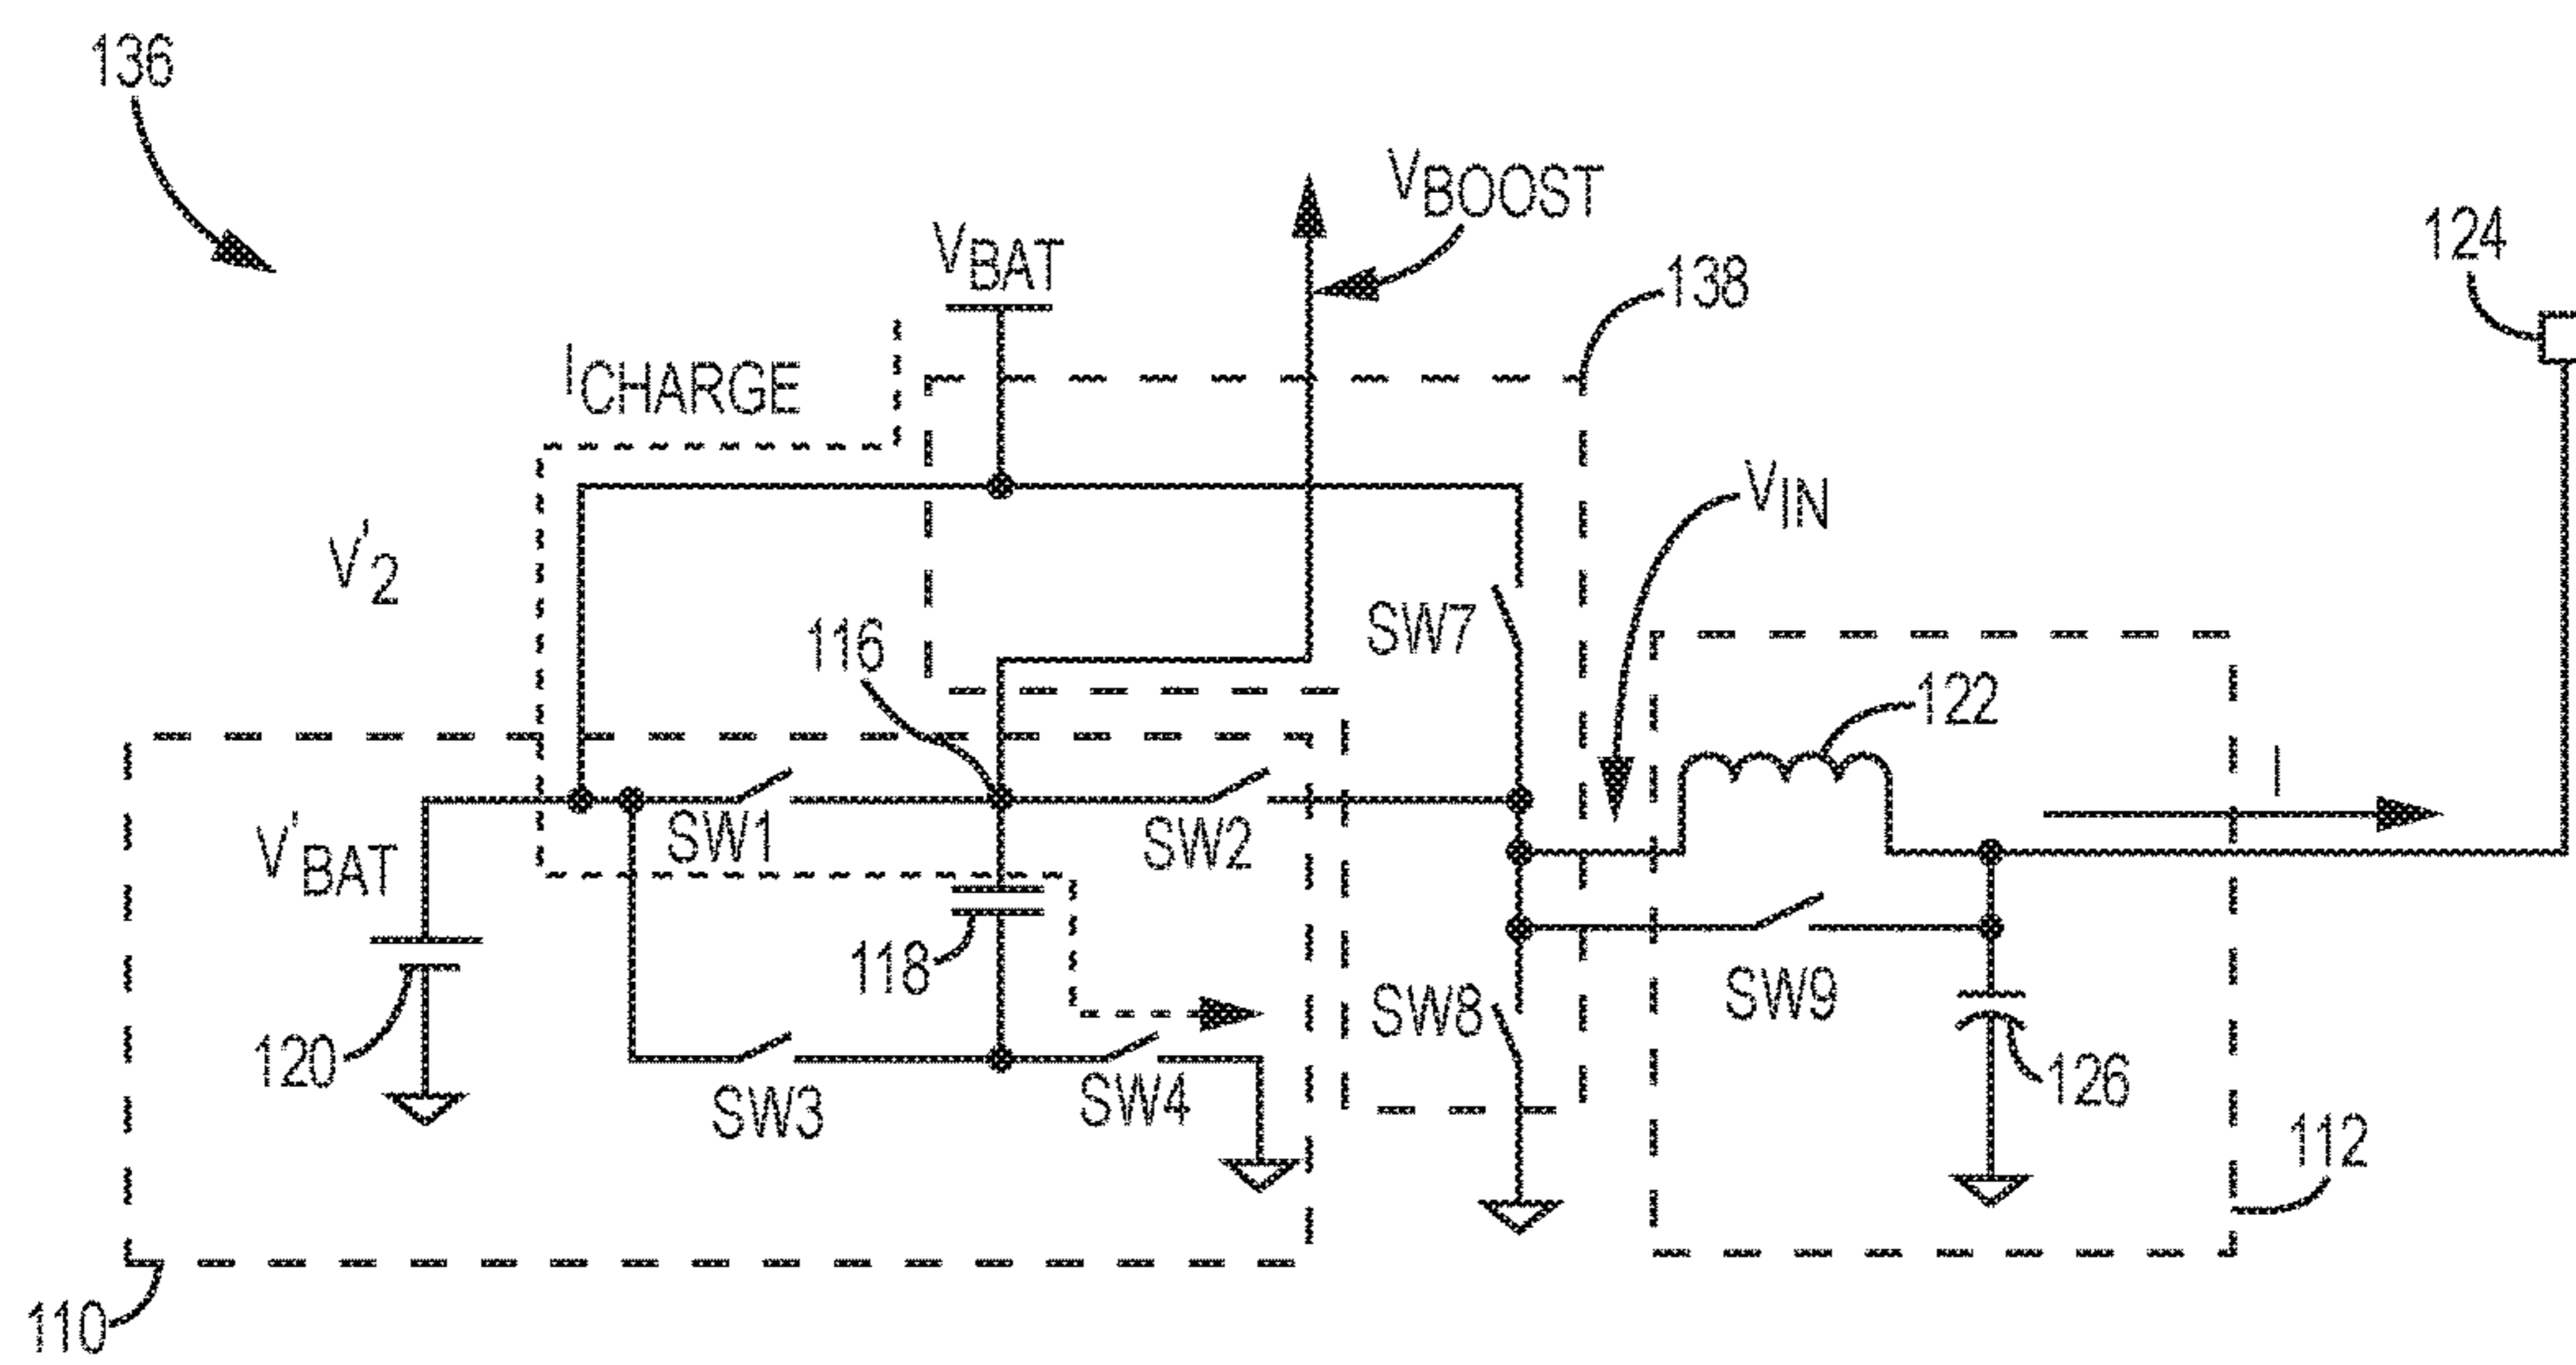 136
VBOOST
124
VBAT
138
ICHARGE
VIN
V'2
SW7
116
122
I
SW1
SW2
V'BAT
118
SW9
SW8
120
SW3
SW4
126
112
110